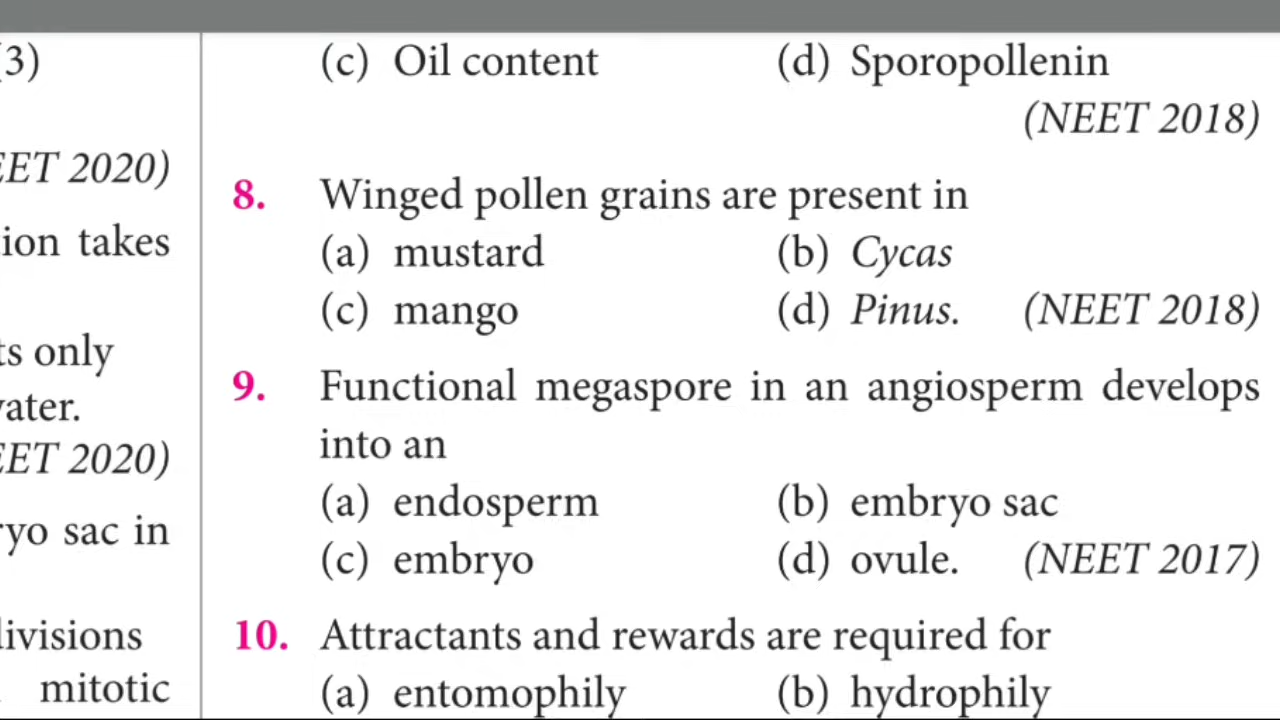 (3)
EET 2020)
ion takes
ts only
vater.
EET 2020)
ryo sac in
livisions
mitotic
(c) Oil content (d) Sporopollenin
(NEET 2018)
8. Winged pollen grains are present in
(a) mustard (b) Cycas
(c) mango (d) Pinus. (NEET 2018)
9. Functional megaspore in an angiosperm develops
into an
(a) endosperm (b) embryo sac
(c) embryo (d) ovule. (NEET 2017)
10. Attractants and rewards are required for
(a) entomophily (b) hydrophily